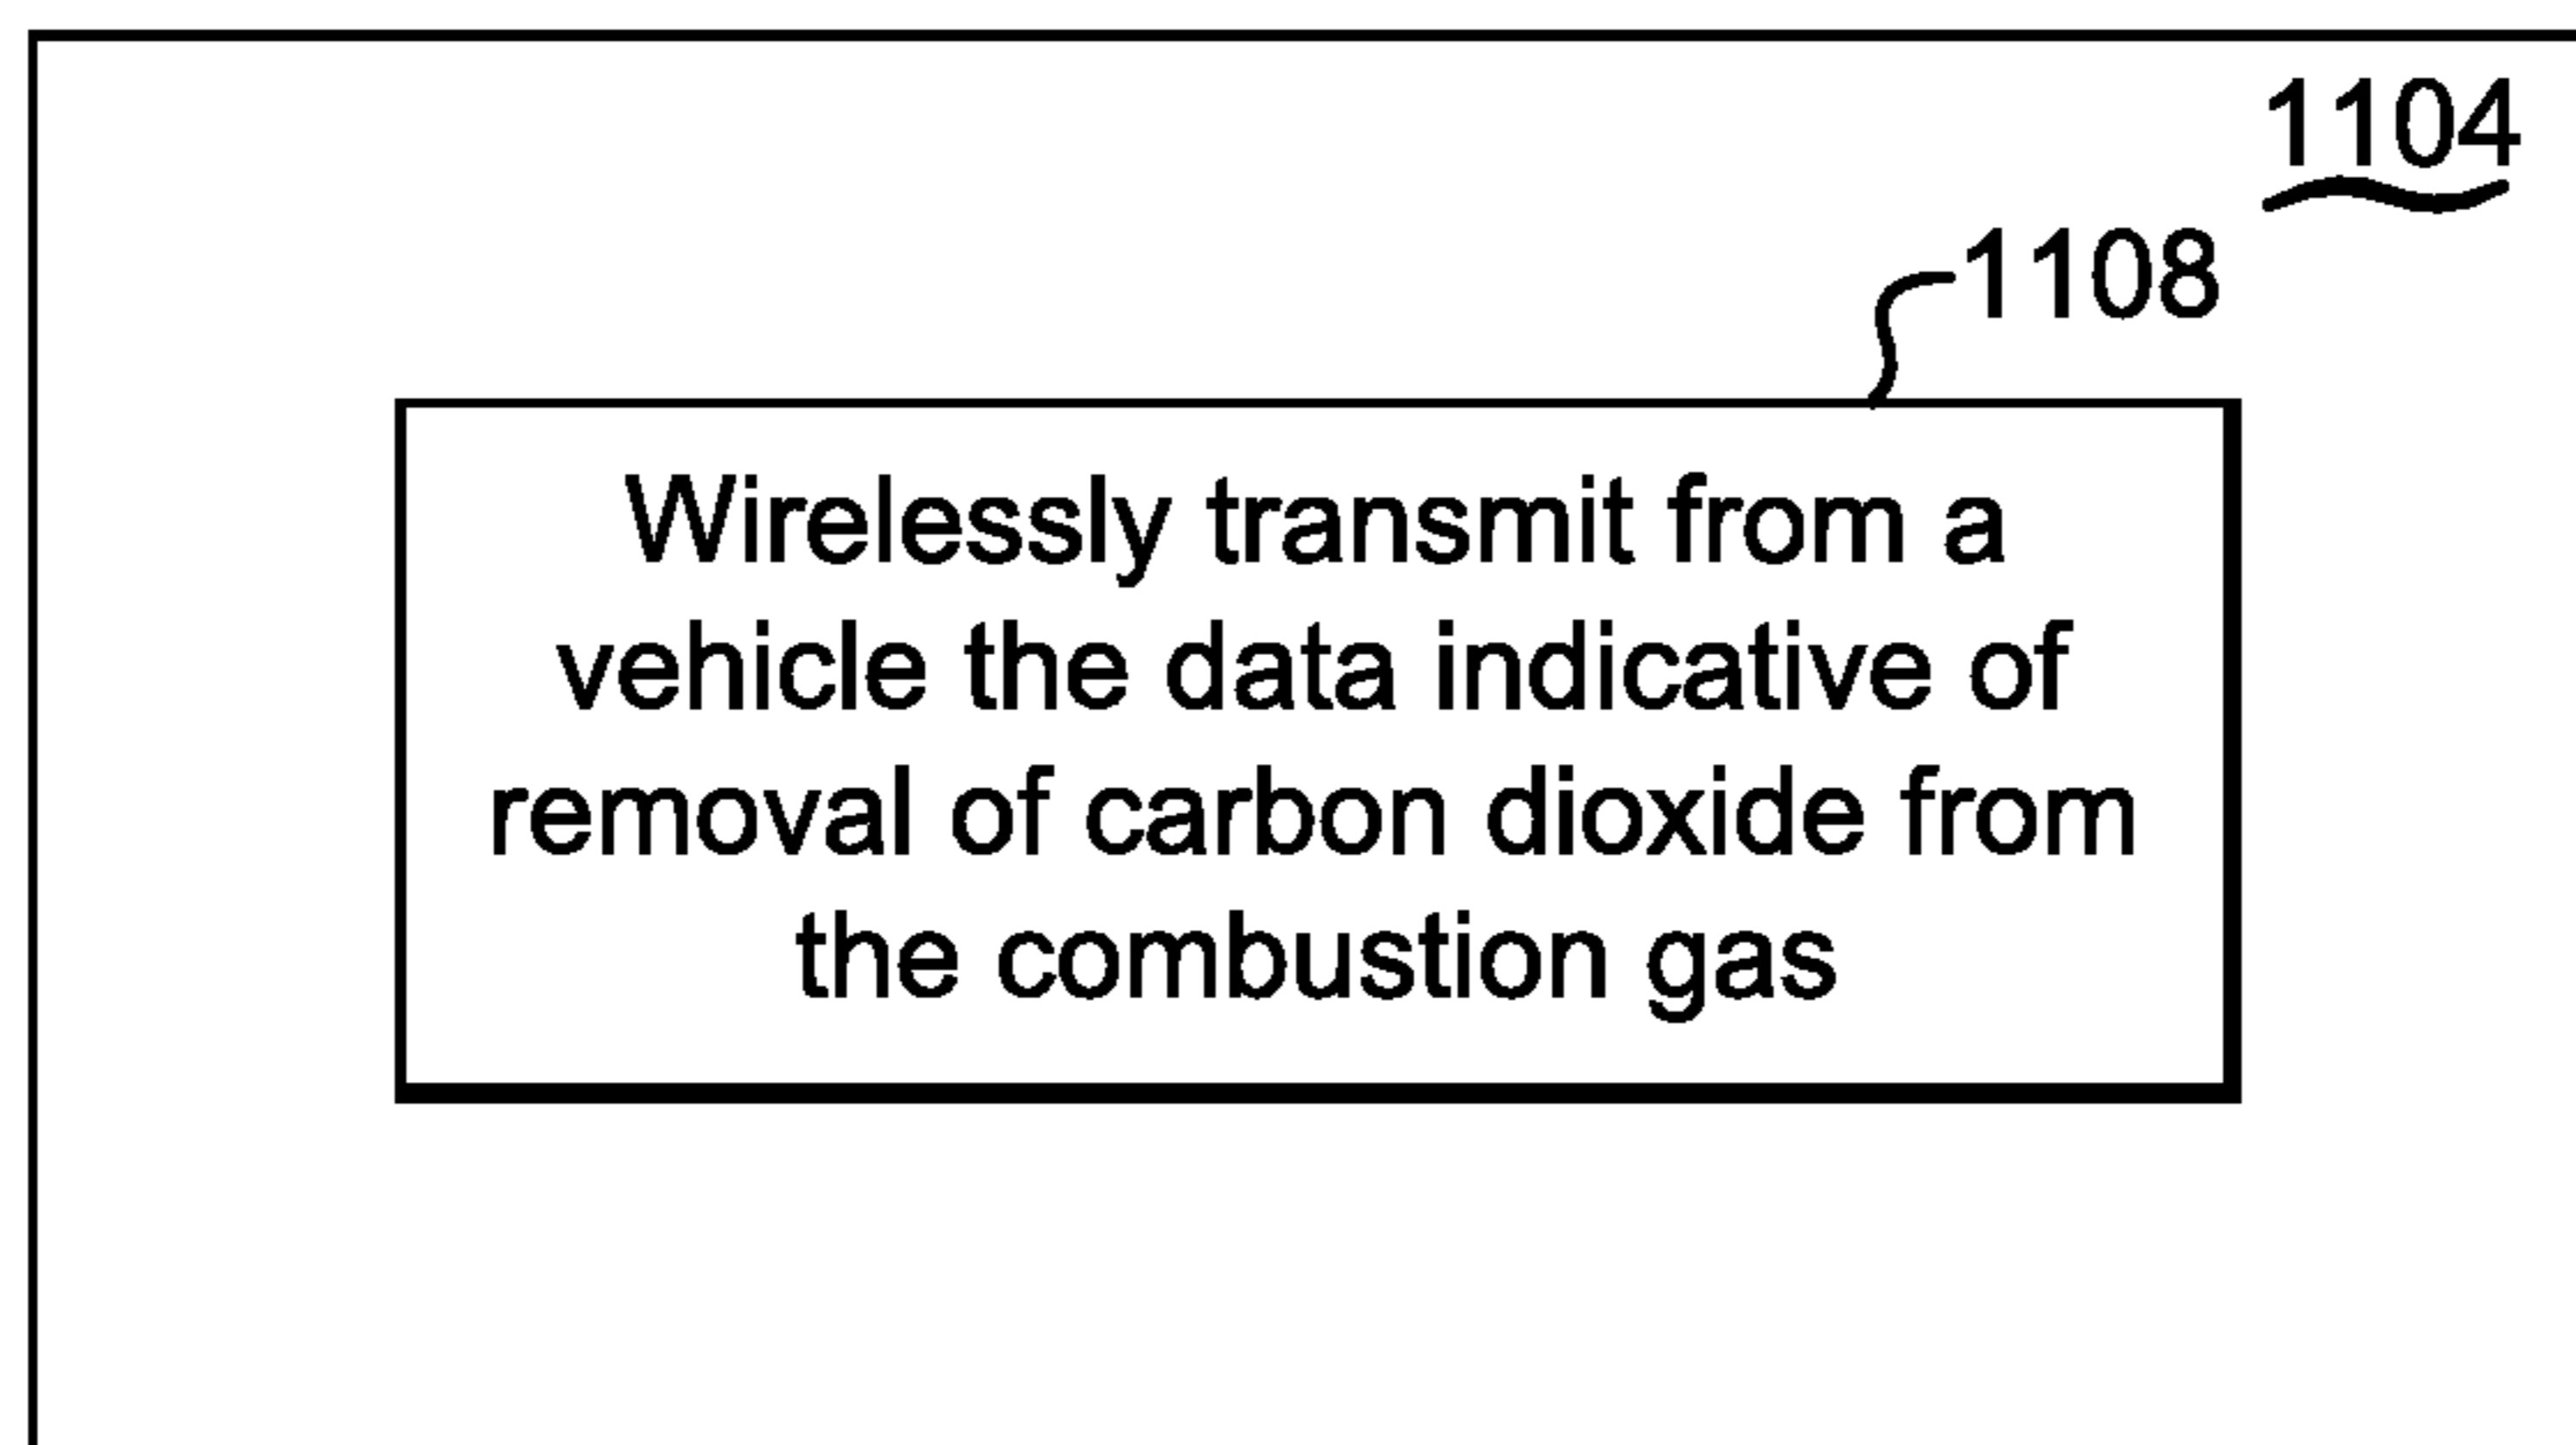 1104
1108
Wirelessly transmit from a
vehicle the data indicative of
removal of carbon dioxide from
the combustion gas